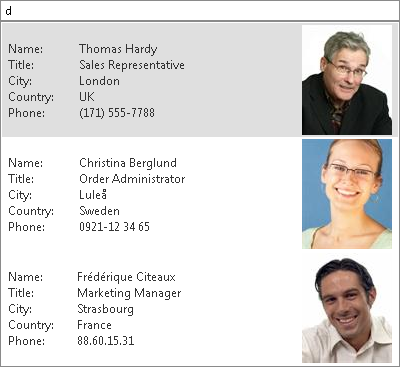 d
Name: Thomas Hardy
Title: Sales Representative
City: London
Country: UK
Phone: (171) 555-7788
Name: Christina Berglund
Title: Order Administrator
City: Luleå
Country: Sweden
Phone: 0921-12 34 65
Name: Frédérique Citeaux
Title: Marketing Manager
City: Strasbourg
Country: France
Phone: 88.60.15.31